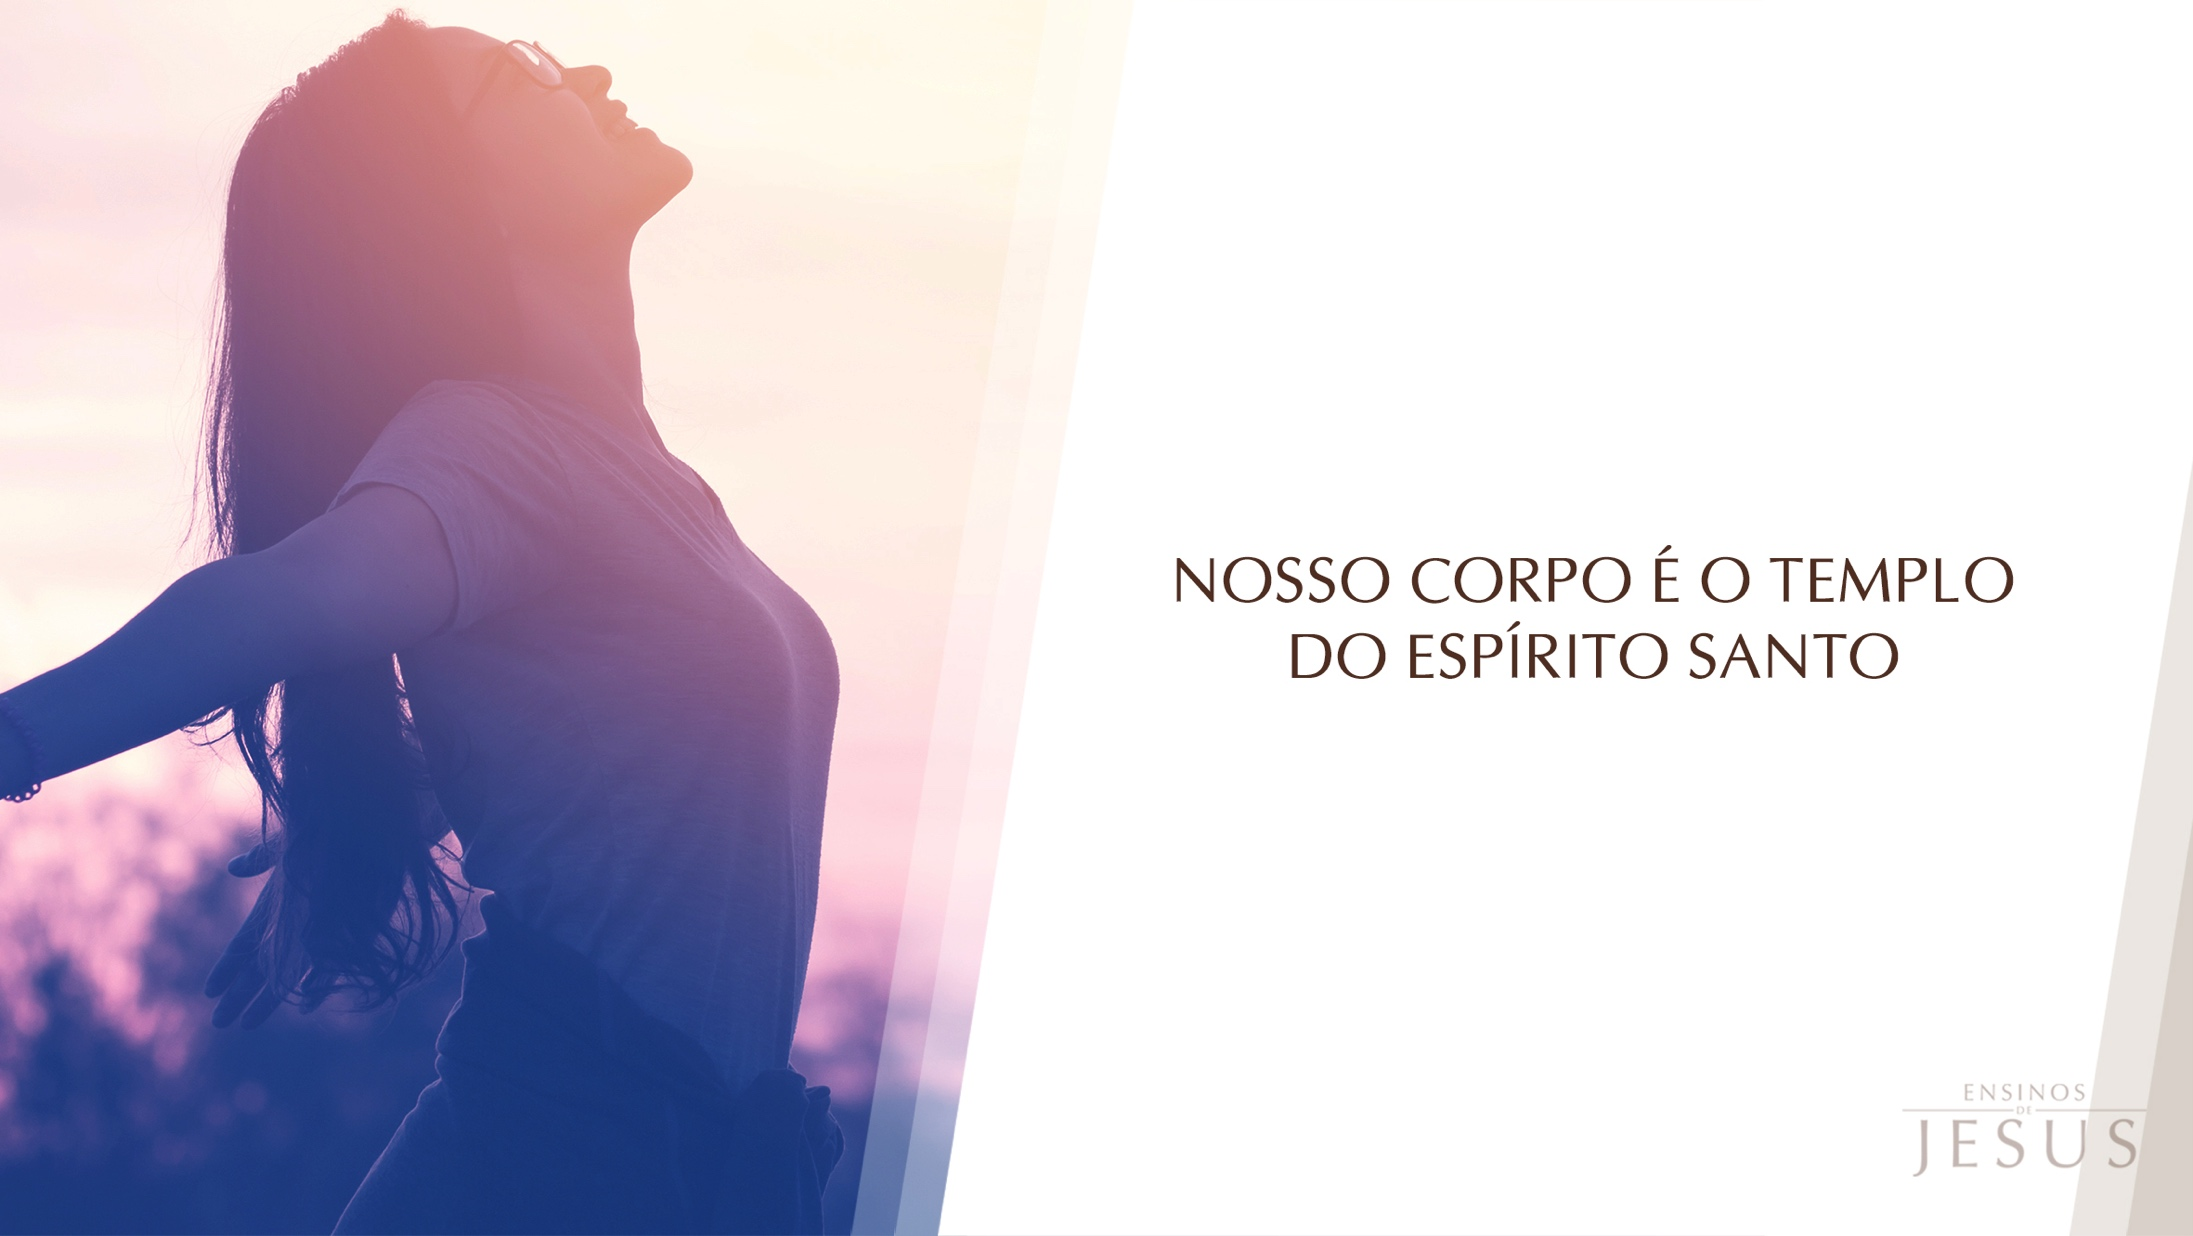 NOSSO CORPO É O TEMPLO
DO ESPÍRITO SANTO
ENSINOS
DE
JESUS